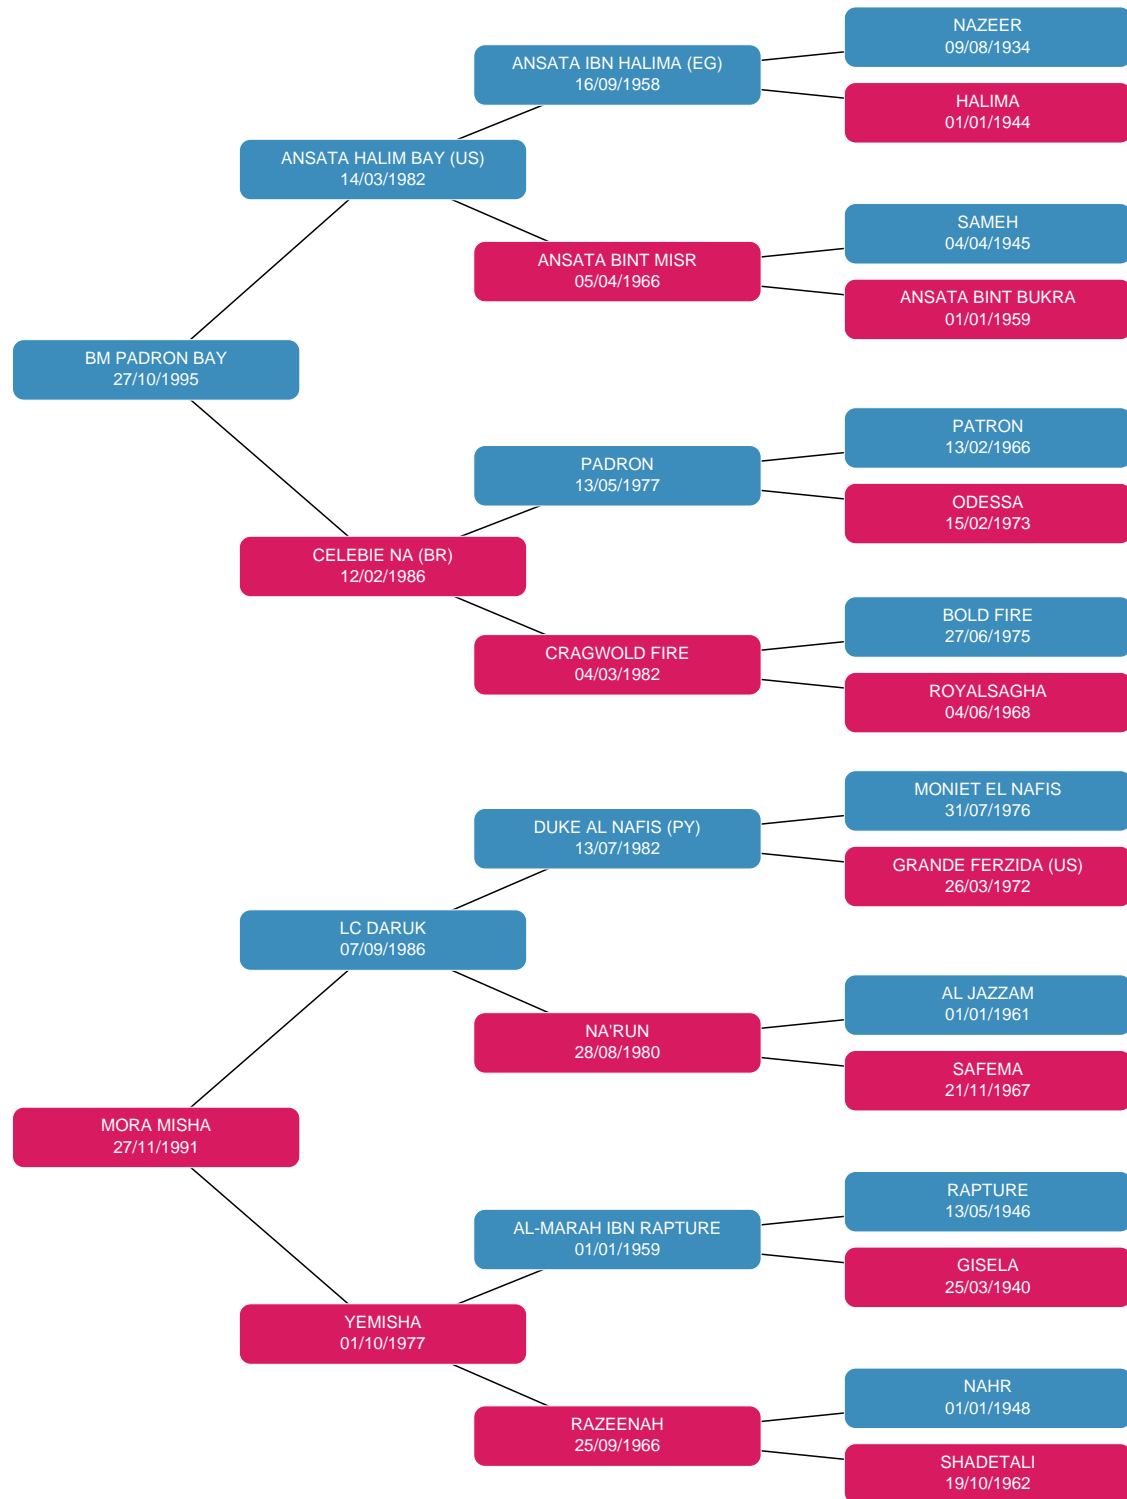 NAZEER
09/08/1934
ANSATA IBN HALIMA (EG)
16/09/1958
HALIMA
01/01/1944
ANSATA HALIM BAY (US)
14/03/1982
SAMEH
04/04/1945
ANSATA BINT MISR
05/04/1966
ANSATA BINT BUKRA
01/01/1959
BM PADRON BAY
27/10/1995
PATRON
13/02/1966
PADRON
13/05/1977
ODESSA
15/02/1973
CELEBIE NA (BR)
12/02/1986
BOLD FIRE
27/06/1975
CRAGWOLD FIRE
04/03/1982
ROYALSAGHA
04/06/1968
MONIET EL NAFIS
31/07/1976
DUKE AL NAFIS (PY)
13/07/1982
GRANDE FERZIDA (US)
26/03/1972
LC DARUK
07/09/1986
AL JAZZAM
01/01/1961
NA'RUN
28/08/1980
SAFEMA
21/11/1967
MORA MISHA
27/11/1991
RAPTURE
13/05/1946
AL-MARAH IBN RAPTURE
01/01/1959
GISELA
25/03/1940
YEMISHA
01/10/1977
NAHR
01/01/1948
RAZEENAH
25/09/1966
SHADETALI
19/10/1962